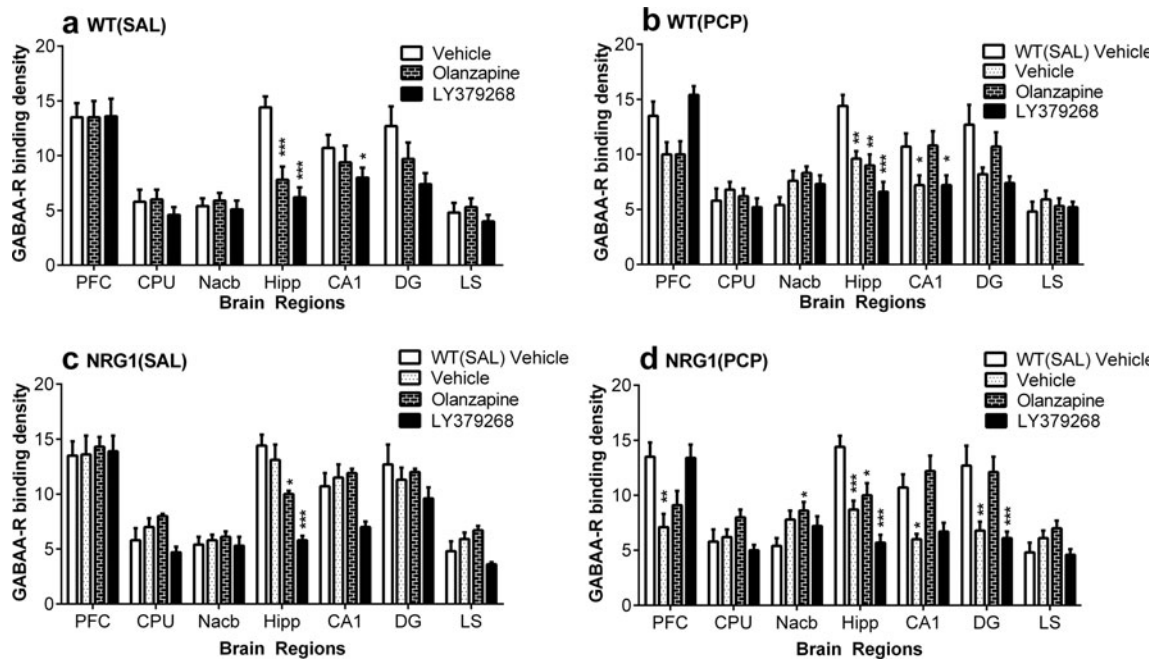 a WT(SAL)
GABAA-R binding density
20
15
10
5
0
Vehicle
Olanzapine
LY379268
*** ***
*
PFC CPU Nacb Hipp CA1 DG LS
Brain Regions
b WT(PCP)
GABAA-R binding density
20
15
10
5
0
WT(SAL) Vehicle
Vehicle
Olanzapine
LY379268
** ** ***
* *
PFC CPU Nacb Hipp CA1 DG LS
Brain Regions
c NRG1(SAL)
GABAA-R binding density
20
15
10
5
0
WT(SAL) Vehicle
Vehicle
Olanzapine
LY379268
* ***
PFC CPU Nacb Hipp CA1 DG LS
Brain Regions
d NRG1(PCP)
GABAA-R binding density
20
15
10
5
0
WT(SAL) Vehicle
Vehicle
Olanzapine
LY379268
** * *** * *** * ** ***
PFC CPU Nacb Hipp CA1 DG LS
Brain Regions